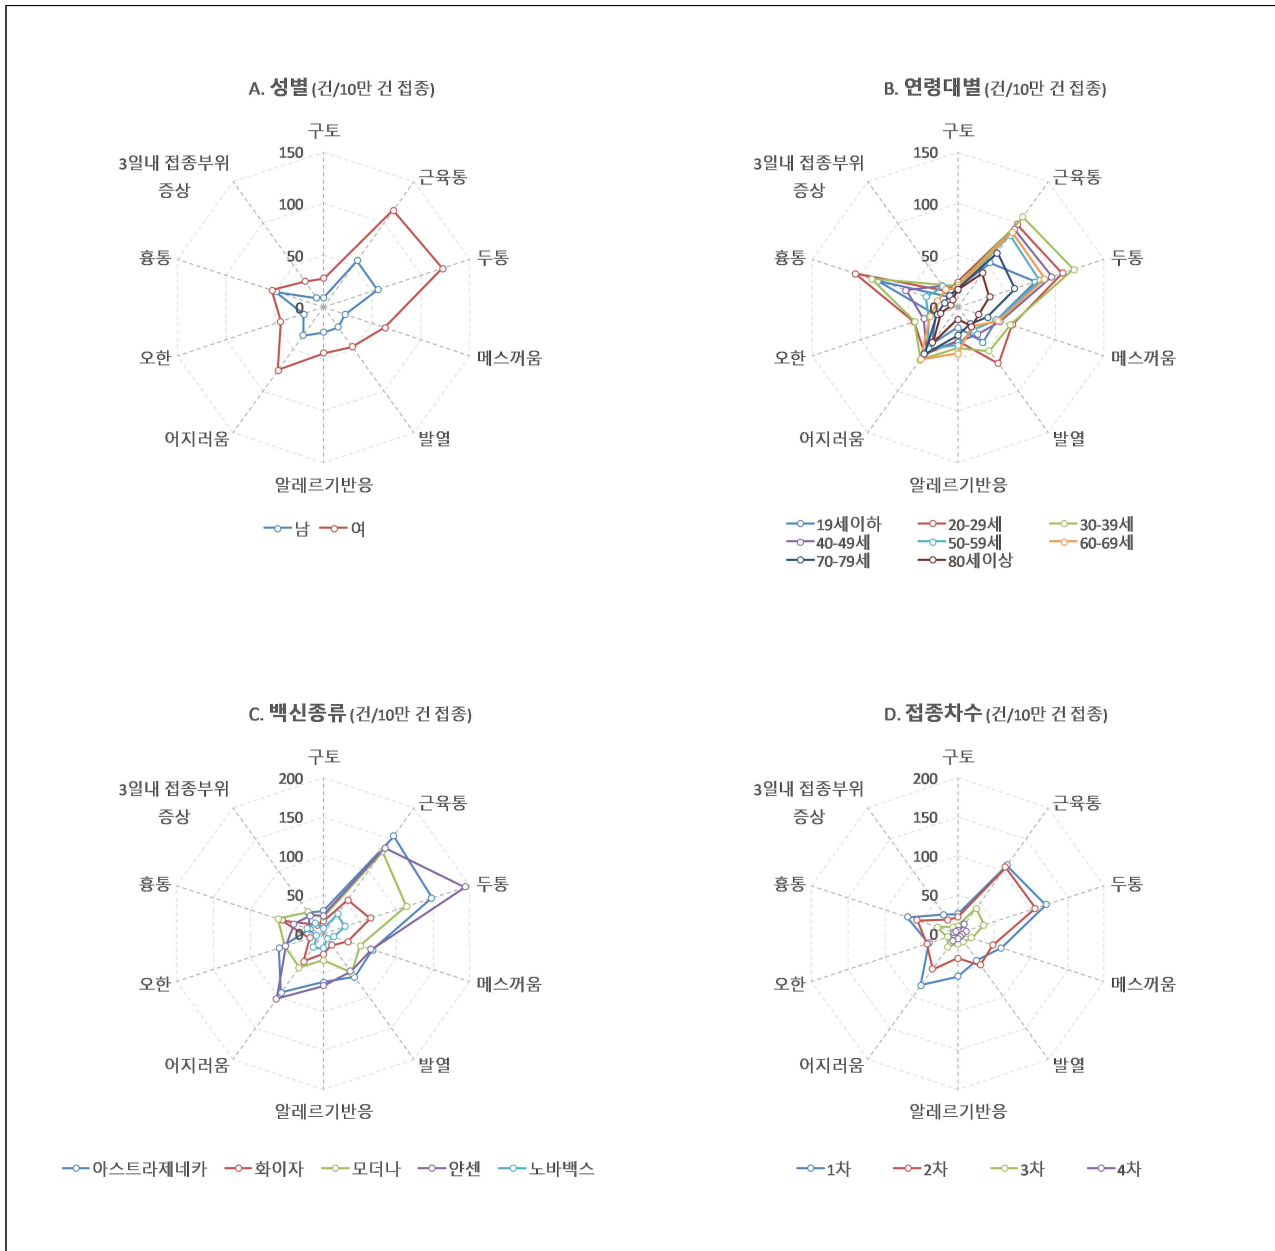 A. 성별 (건/10만 건 접종)
구토
150
3일내 접종부위
증상
근육통
100
흉통
50
두통
0
오한
메스꺼움
어지러움
발열
알레르기반응
남 여
B. 연령대별 (건/10만 건 접종)
구토
150
3일내 접종부위
증상
근육통
100
흉통
50
두통
0
오한
메스꺼움
어지러움
발열
알레르기반응
19세이하 20-29세 30-39세
40-49세 50-59세 60-69세
70-79세 80세이상
C. 백신종류 (건/10만 건 접종)
구토
200
3일내 접종부위
증상
근육통
150
100
흉통
두통
50
0
오한
메스꺼움
어지러움
발열
알레르기반응
아스트라제네카 화이자 모더나 얀센 노바백스
D. 접종차수 (건/10만 건 접종)
구토
200
3일내 접종부위
증상
근육통
150
100
흉통
두통
50
0
오한
메스꺼움
어지러움
발열
알레르기반응
1차 2차 3차 4차